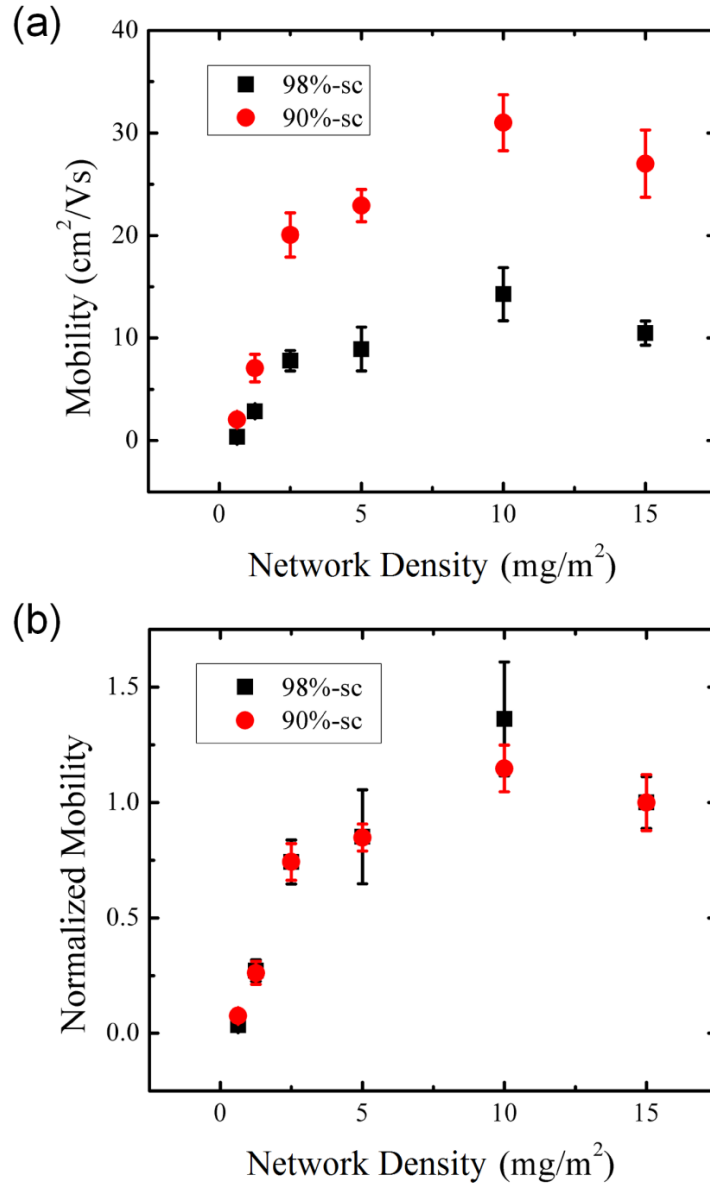 (a)
40
98%-sc
90%-sc
30
20
10
0
Mobility (cm²/Vs)
0 5 10 15
Network Density (mg/m²)
(b)
1.5
98%-sc
90%-sc
1.0
0.5
0.0
Normalized Mobility
0 5 10 15
Network Density (mg/m²)